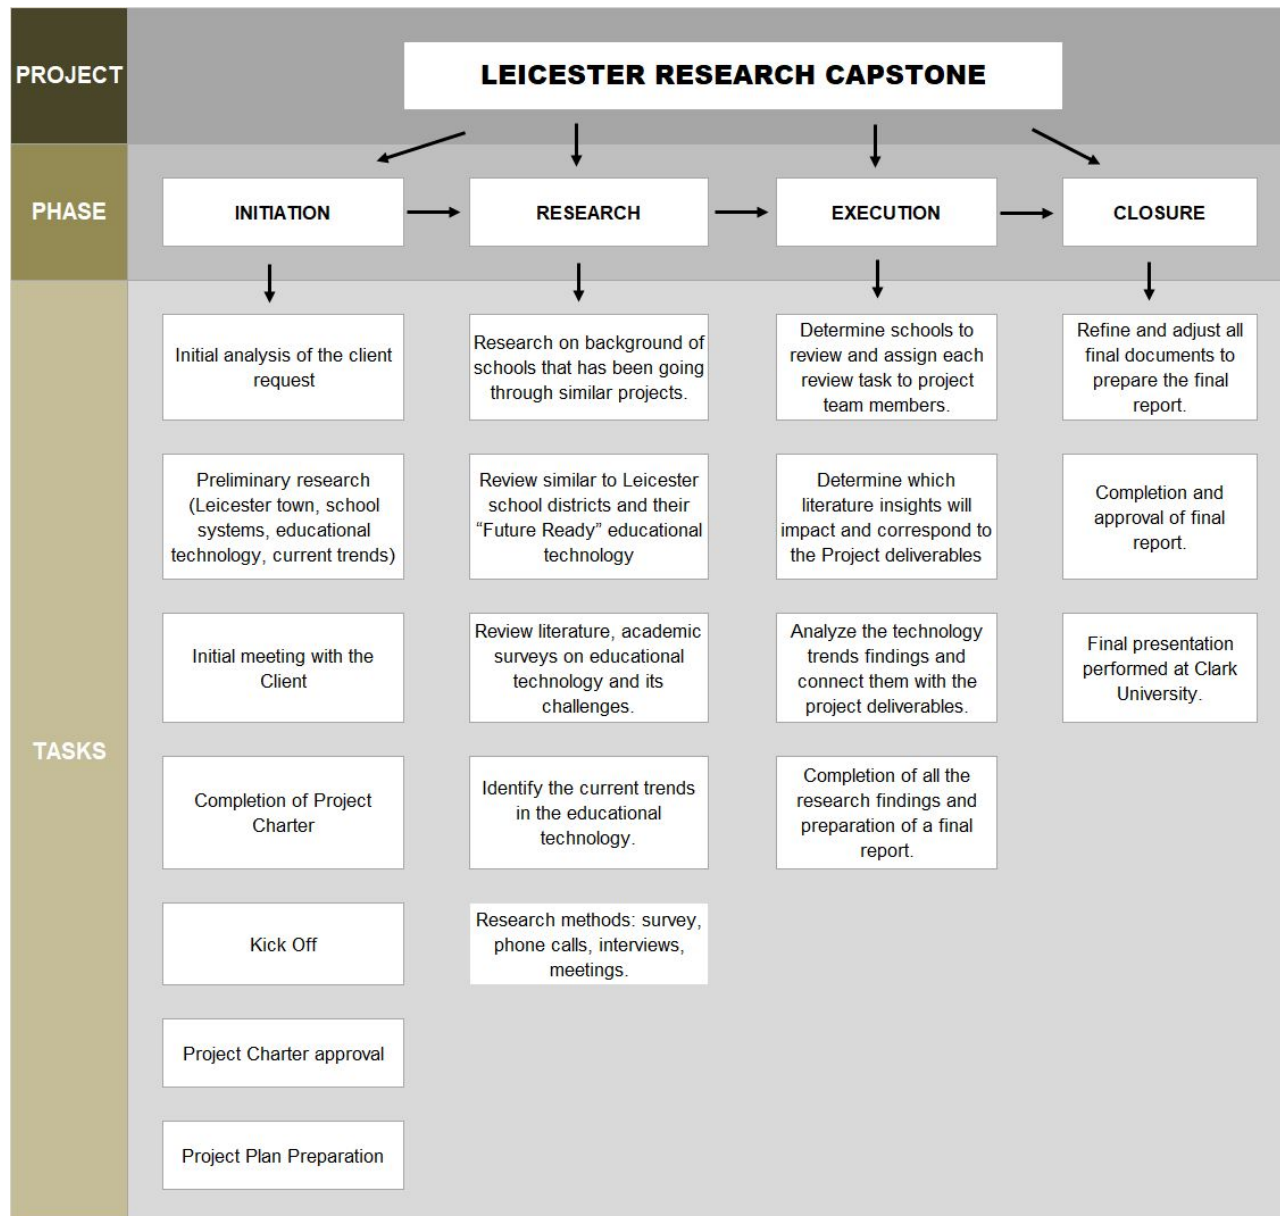 PROJECT
LEICESTER RESEARCH CAPSTONE
PHASE
INITIATION
RESEARCH
EXECUTION
CLOSURE
TASKS
Initial analysis of the client
request
Preliminary research
(Leicester town, school
systems, educational
technology, current trends)
Initial meeting with the
Client
Completion of Project
Charter
Kick Off
Project Charter approval
Project Plan Preparation
Research on background of
schools that has been going
through similar projects.
Review similar to Leicester
school districts and their
“Future Ready” educational
technology
Review literature, academic
surveys on educational
technology and its
challenges.
Identify the current trends
in the educational
technology.
Research methods: survey,
phone calls, interviews,
meetings.
Determine schools to
review and assign each
review task to project
team members.
Determine which
literature insights will
impact and correspond to
the Project deliverables
Analyze the technology
trends findings and
connect them with the
project deliverables.
Completion of all the
research findings and
preparation of a final
report.
Refine and adjust all
final documents to
prepare the final
report.
Completion and
approval of final
report.
Final presentation
performed at Clark
University.